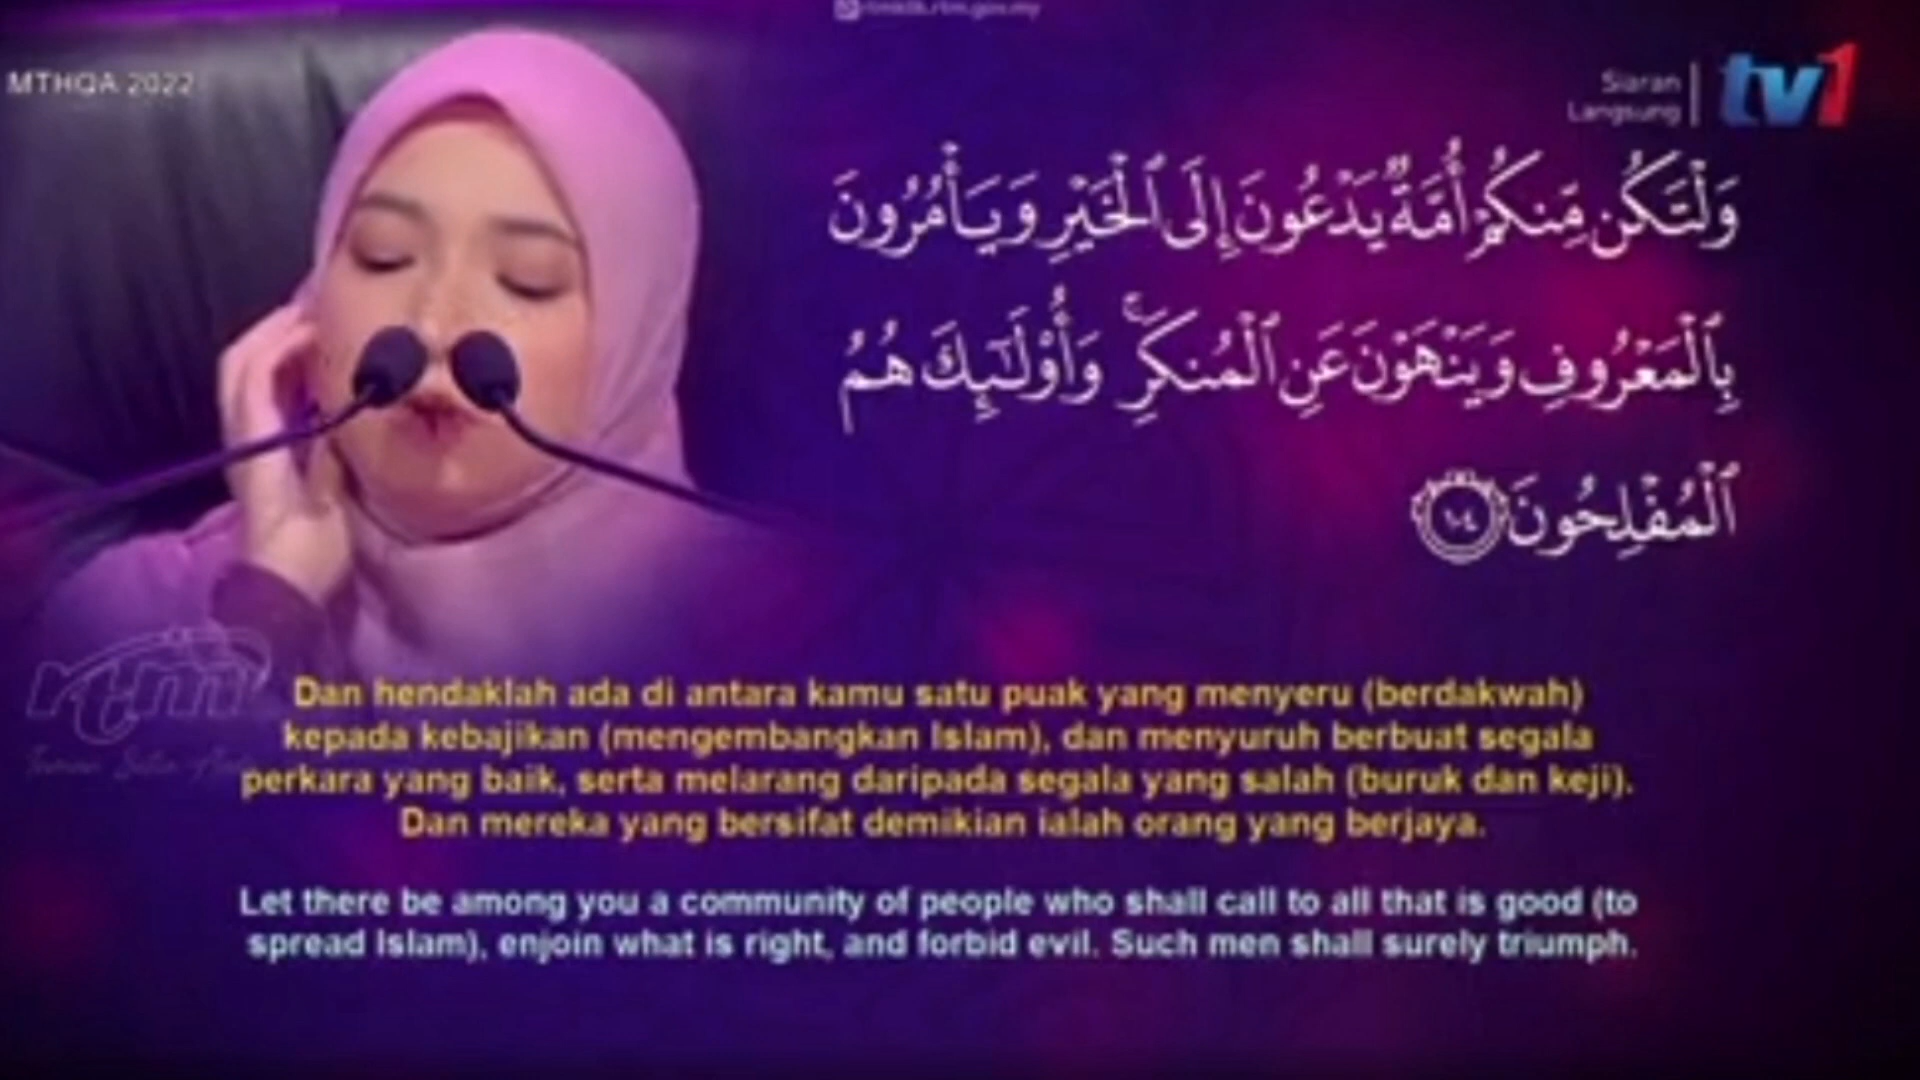 MTHQA 2022
Siaran
Langsung
tv1
وَلْتَكُن مِّنكُمْ أُمَّةٌ يَدْعُونَ إِلَى ٱلْخَيْرِ وَيَأْمُرُونَ
بِٱلْمَعْرُوفِ وَيَنْهَوْنَ عَنِ ٱلْمُنكَرِ ۚ وَأُو۟لَـٰٓئِكَ هُمُ
ٱلْمُفْلِحُونَ ١٠٤
rtm
Dan hendaklah ada di antara kamu satu puak yang menyeru (berdakwah)
kepada kebajikan (mengembangkan Islam), dan menyuruh berbuat segala
perkara yang baik, serta melarang daripada segala yang salah (buruk dan keji).
Dan mereka yang bersifat demikian ialah orang yang berjaya.
Let there be among you a community of people who shall call to all that is good (to
spread Islam), enjoin what is right, and forbid evil. Such men shall surely triumph.